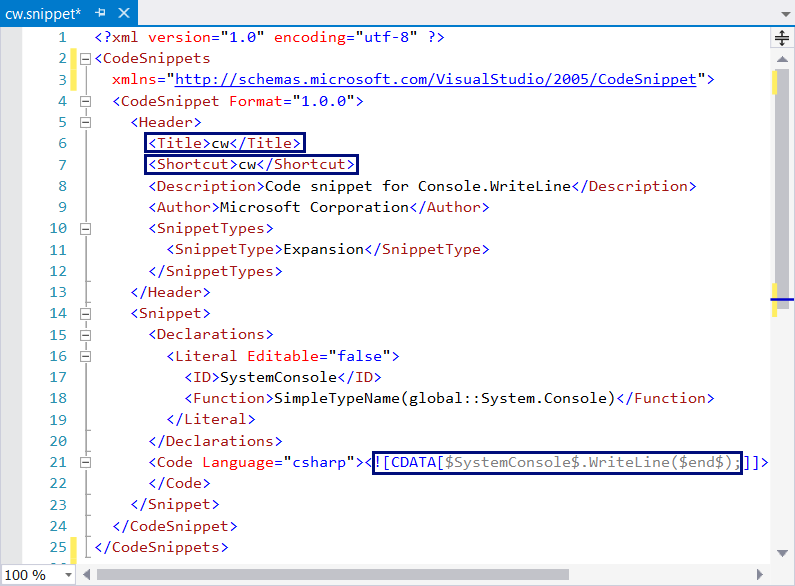 cw.snippet*
1 <?xml version="1.0" encoding="utf-8" ?>
2 <CodeSnippets
3 xmlns="http://schemas.microsoft.com/VisualStudio/2005/CodeSnippet">
4 <CodeSnippet Format="1.0.0">
5 <Header>
6 <Title>cw</Title>
7 <Shortcut>cw</Shortcut>
8 <Description>Code snippet for Console.WriteLine</Description>
9 <Author>Microsoft Corporation</Author>
10 <SnippetTypes>
11 <SnippetType>Expansion</SnippetType>
12 </SnippetTypes>
13 </Header>
14 <Snippet>
15 <Declarations>
16 <Literal Editable="false">
17 <ID>SystemConsole</ID>
18 <Function>SimpleTypeName(global::System.Console)</Function>
19 </Literal>
20 </Declarations>
21 <Code Language="csharp"><![CDATA[$SystemConsole$.WriteLine($end$);]]>
22 </Code>
23 </Snippet>
24 </CodeSnippet>
25 </CodeSnippets>
100 %